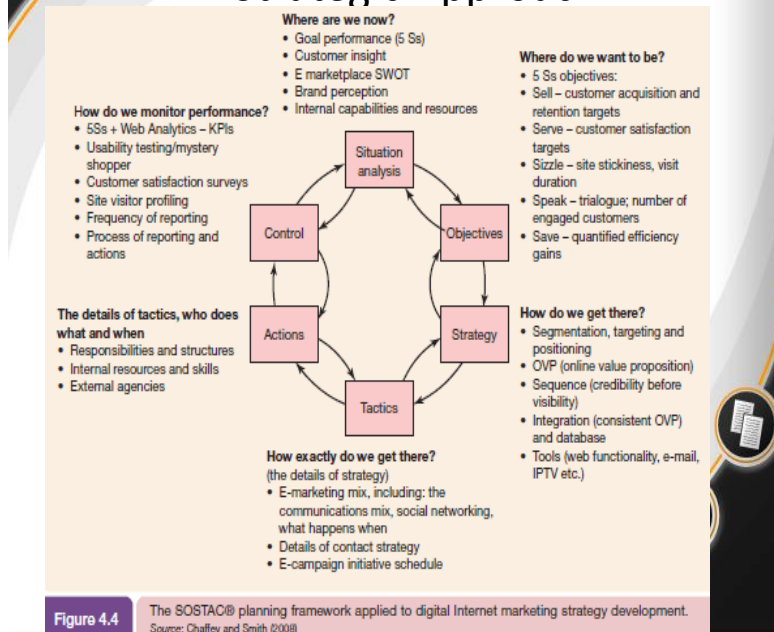 Where are we now?
• Goal performance (5 Ss)
• Customer insight
• E marketplace SWOT
• Brand perception
• Internal capabilities and resources
Where do we want to be?
• 5 Ss objectives:
• Sell – customer acquisition and
retention targets
• Serve – customer satisfaction
targets
• Sizzle – site stickiness, visit
duration
• Speak – trialogue; number of
engaged customers
• Save – quantified efficiency
gains
How do we monitor performance?
• 5Ss + Web Analytics – KPIs
• Usability testing/mystery
shopper
• Customer satisfaction surveys
• Site visitor profiling
• Frequency of reporting
• Process of reporting and
actions
Situation
analysis
Control
Objectives
Actions
Strategy
Tactics
The details of tactics, who does
what and when
• Responsibilities and structures
• Internal resources and skills
• External agencies
How do we get there?
• Segmentation, targeting and
positioning
• OVP (online value proposition)
• Sequence (credibility before
visibility)
• Integration (consistent OVP)
and database
• Tools (web functionality, e-mail,
IPTV etc.)
How exactly do we get there?
(the details of strategy)
• E-marketing mix, including: the
communications mix, social networking,
what happens when
• Details of contact strategy
• E-campaign initiative schedule
Figure 4.4
The SOSTAC® planning framework applied to digital Internet marketing strategy development.
Source: Chaffey and Smith (2008)